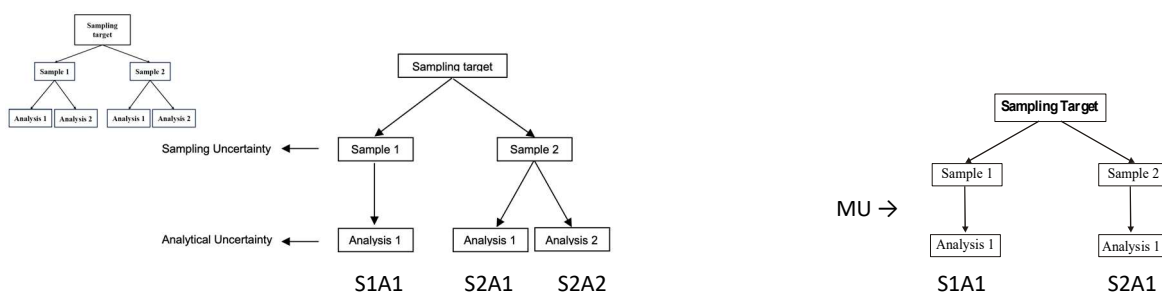 Sampling
target
Sample 1
Sample 2
Analysis 1
Analysis 2
Analysis 1
Analysis 2
Sampling target
Sampling Uncertainty
Sample 1
Sample 2
Analytical Uncertainty
Analysis 1
Analysis 1
Analysis 2
S1A1
S2A1
S2A2
Sampling Target
Sample 1
Sample 2
MU →
Analysis 1
Analysis 1
S1A1
S2A1